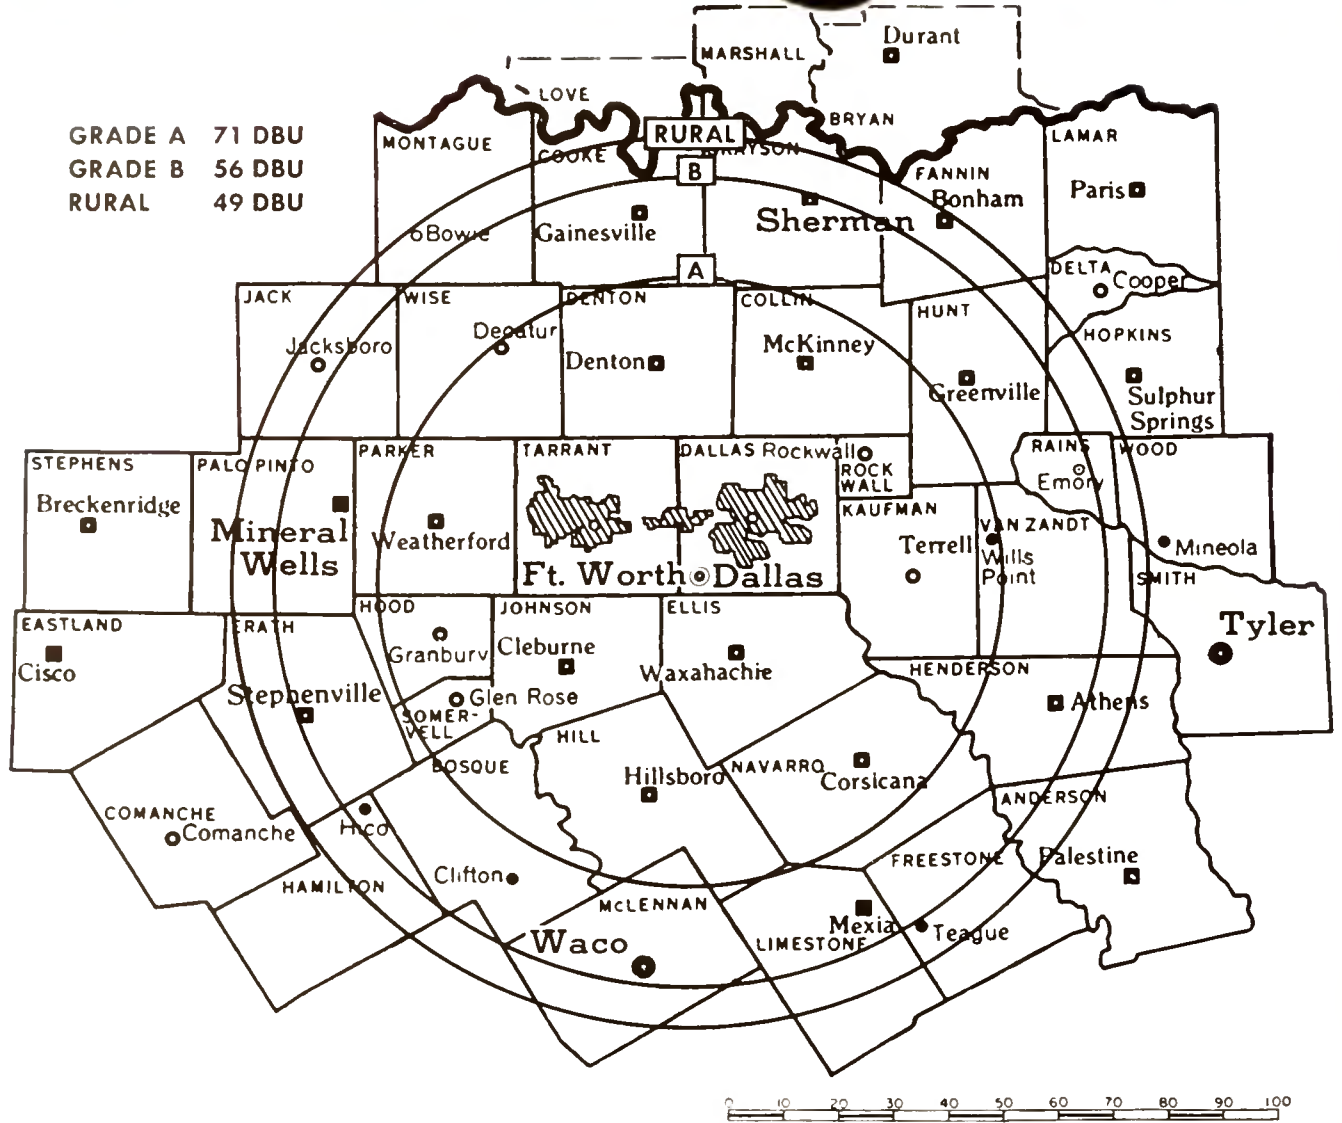 Durant
MARSHALL
LOVE
BRYAN
GRADE A 71 DBU
GRADE B 56 DBU
RURAL 49 DBU
MONTAGUE
COOKE
RURAL
GRAYSON
LAMAR
B
FANNIN
Bonham
Paris
Sherman
Bowie
Gainesville
A
DELTA
Cooper
JACK
WISE
DENTON
COLLIN
HUNT
HOPKINS
Jacksboro
Decatur
Denton
McKinney
Greenville
Sulphur
Springs
STEPHENS
PALO PINTO
PARKER
TARRANT
DALLAS
Rockwall
ROCK
WALL
RAINS
WOOD
Emory
Breckenridge
Mineral
Wells
Weatherford
KAUFMAN
VAN ZANDT
Terrell
Wills
Point
Mineola
Ft. Worth
Dallas
SMITH
EASTLAND
ERATH
HOOD
JOHNSON
ELLIS
Tyler
Cisco
Granbury
Cleburne
Waxahachie
HENDERSON
Stephenville
Glen Rose
SOMER-
VELL
Athens
HILL
BOSQUE
Hillsboro
NAVARRO
Corsicana
ANDERSON
COMANCHE
Comanche
Hico
Palestine
FREESTONE
HAMILTON
Clifton
McLENNAN
Mexia
Teague
Waco
LIMESTONE
0 10 20 30 40 50 60 70 80 90 100